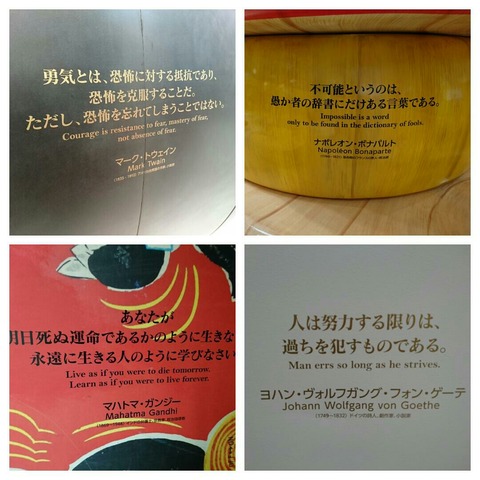 勇気とは、恐怖に対する抵抗であり、
恐怖を克服することだ。
ただし、恐怖を忘れてしまうことではない。
Courage is resistance to fear, mastery of fear,
not absence of fear.
マーク・トウェイン
Mark Twain
不可能というのは、
愚か者の辞書にだけある言葉である。
Impossible is a word
only to be found in the dictionary of fools.
ナポレオン・ボナパルト
Napoléon Bonaparte
あなたが
明日死ぬ運命であるかのように生きな
永遠に生きる人のように学びなさい
Live as if you were to die tomorrow.
Learn as if you were to live forever.
マハトマ・ガンジー
Mahatma Gandhi
人は努力する限りは、
過ちを犯すものである。
Man errs so long as he strives.
ヨハン・ヴォルフガング・フォン・ゲーテ
Johann Wolfgang von Goethe
(1749~1832) ドイツの詩人、劇作家、小説家